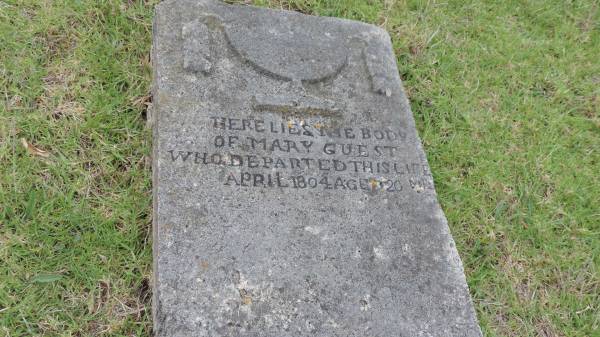 HERE LIES THE BODY
OF MARY GUEST
WHO DEPARTED THIS LIFE
APRIL 1804 AGED 20